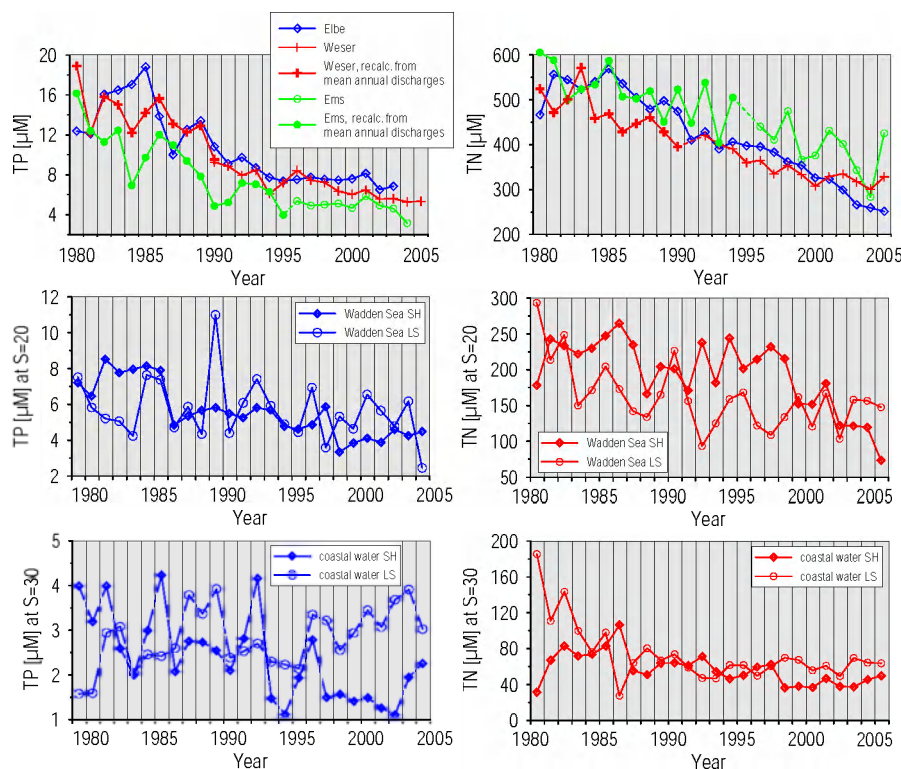 Elbe
Weser
Weser, recalc. from
mean annual discharges
Ems
Ems, recalc. from
mean annual discharges
TP [µM]
20
16
12
8
4
1980 1985 1990 1995 2000 2005
Year
TN [µM]
600
500
400
300
200
1980 1985 1990 1995 2000 2005
Year
TP [µM] at S=20
12
10
8
6
4
2
Wadden Sea SH
Wadden Sea LS
1980 1985 1990 1995 2000 2005
Year
TN [µM] at S=20
300
250
200
150
100
50
Wadden Sea SH
Wadden Sea LS
1980 1985 1990 1995 2000 2005
Year
TP [µM] at S=30
5
4
3
2
1
coastal water SH
coastal water LS
1980 1985 1990 1995 2000 2005
Year
TN [µM] at S=30
200
160
120
80
40
0
coastal water SH
coastal water LS
1980 1985 1990 1995 2000 2005
Year